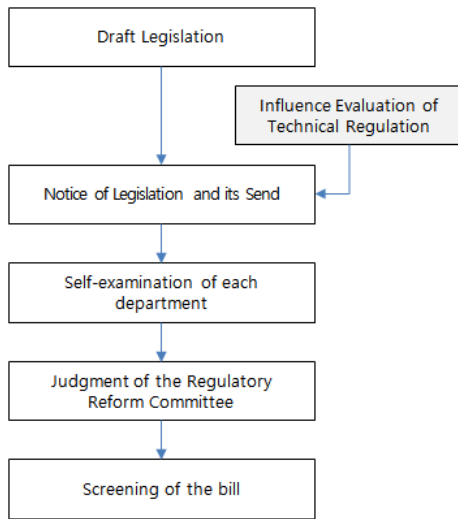 Draft Legislation
Influence Evaluation of
Technical Regulation
Notice of Legislation and its Send
Self-examination of each
department
Judgment of the Regulatory
Reform Committee
Screening of the bill